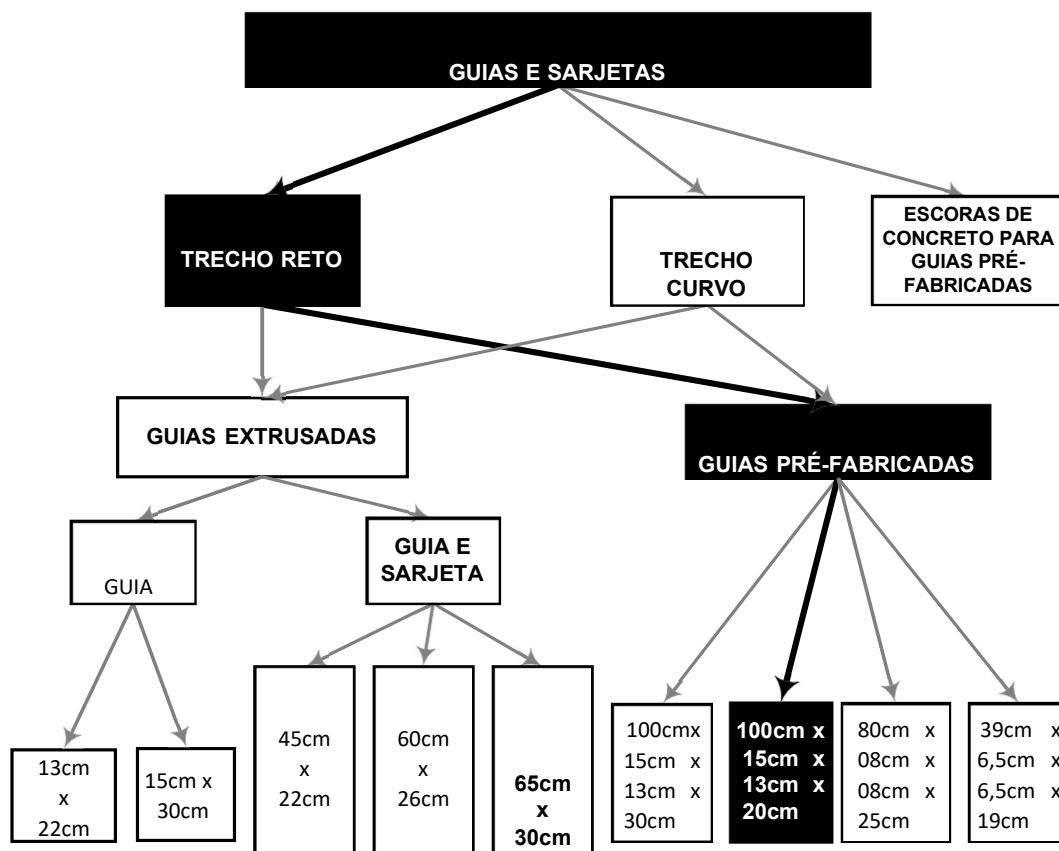 GUIAS E SARJETAS
TRECHO RETO
TRECHO
CURVO
ESCORAS DE
CONCRETO PARA
GUIAS PRÉ-
FABRICADAS
GUIAS EXTRUSADAS
GUIAS PRÉ-FABRICADAS
GUIA
GUIA E
SARJETA
13cm
x
22cm
15cm x
30cm
45cm
x
22cm
60cm
x
26cm
65cm
x
30cm
100cmx
15cm x
13cm x
30cm
100cm x
15cm x
13cm x
20cm
80cm x
08cm x
08cm x
25cm
39cm x
6,5cm x
6,5cm x
19cm